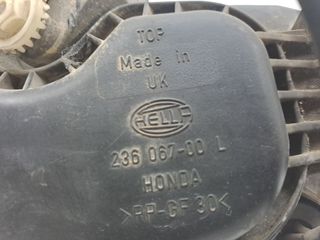 TOP
Made in
UK
HELLA
236 067-00 L
HONDA
>PP-GF 30<